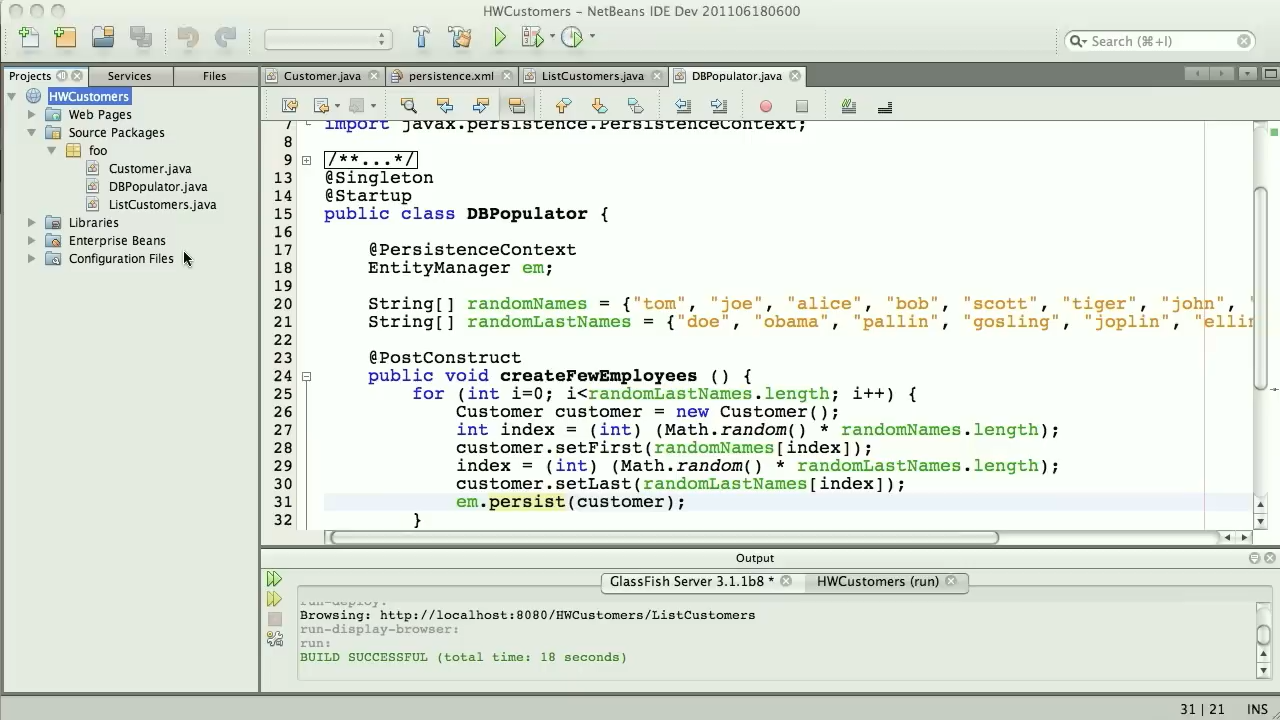 HWCustomers – NetBeans IDE Dev 201106180600
Search (⌘+I)
Projects
Services
Files
Customer.java
persistence.xml
ListCustomers.java
DBPopulator.java
HWCustomers
Web Pages
Source Packages
foo
Customer.java
DBPopulator.java
ListCustomers.java
Libraries
Enterprise Beans
Configuration Files
7 import javax.persistence.PersistenceContext;
8
9 /**...*/
13 @Singleton
14 @Startup
15 public class DBPopulator {
16
17 @PersistenceContext
18 EntityManager em;
19
20 String[] randomNames = {"tom", "joe", "alice", "bob", "scott", "tiger", "john", "
21 String[] randomLastNames = {"doe", "obama", "pallin", "gosling", "joplin", "ellin
22
23 @PostConstruct
24 public void createFewEmployees () {
25 for (int i=0; i<randomLastNames.length; i++) {
26 Customer customer = new Customer();
27 int index = (int) (Math.random() * randomNames.length);
28 customer.setFirst(randomNames[index]);
29 index = (int) (Math.random() * randomLastNames.length);
30 customer.setLast(randomLastNames[index]);
31 em.persist(customer);
32 }
Output
GlassFish Server 3.1.1b8 *
HWCustomers (run)
run-deploy:
Browsing: http://localhost:8080/HWCustomers/ListCustomers
run-display-browser:
run:
BUILD SUCCESSFUL (total time: 18 seconds)
31 | 21
INS